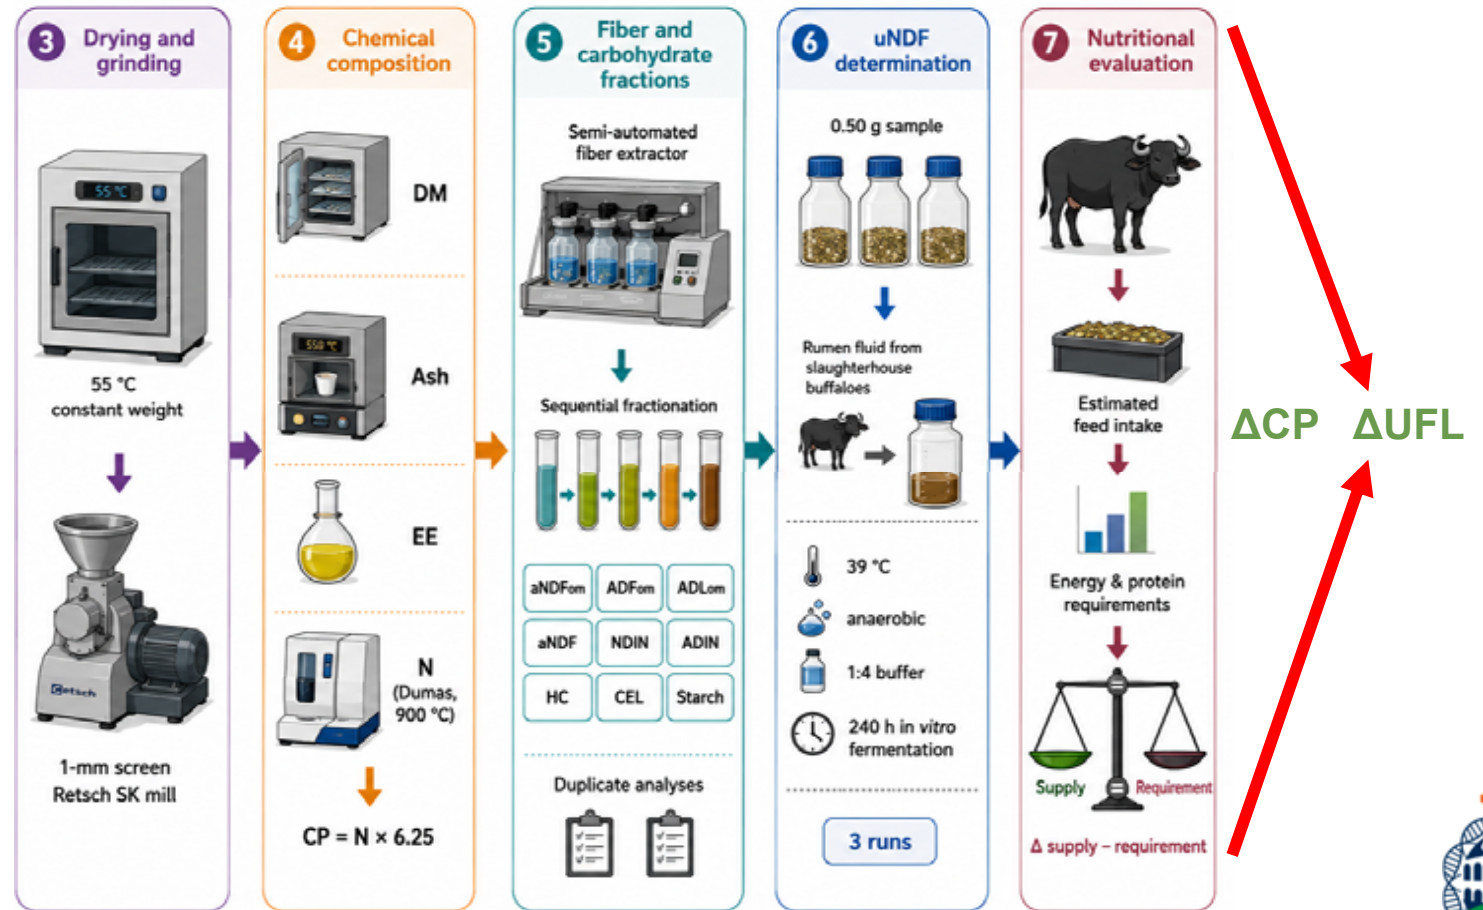 3 Drying and
grinding
55 °C
55 °C
constant weight
Retsch
1-mm screen
Retsch SK mill
4 Chemical
composition
DM
550 °C
Ash
EE
N
(Dumas,
900 °C)
CP = N × 6.25
5 Fiber and
carbohydrate
fractions
Semi-automated
fiber extractor
Sequential fractionation
aNDFom ADFom ADLom
aNDF NDIN ADIN
HC CEL Starch
Duplicate analyses
6 uNDF
determination
0.50 g sample
Rumen fluid from
slaughterhouse
buffaloes
39 °C
anaerobic
1:4 buffer
240 h in vitro
fermentation
3 runs
7 Nutritional
evaluation
Estimated
feed intake
Energy & protein
requirements
Supply Requirement
Δ supply – requirement
ΔCP ΔUFL